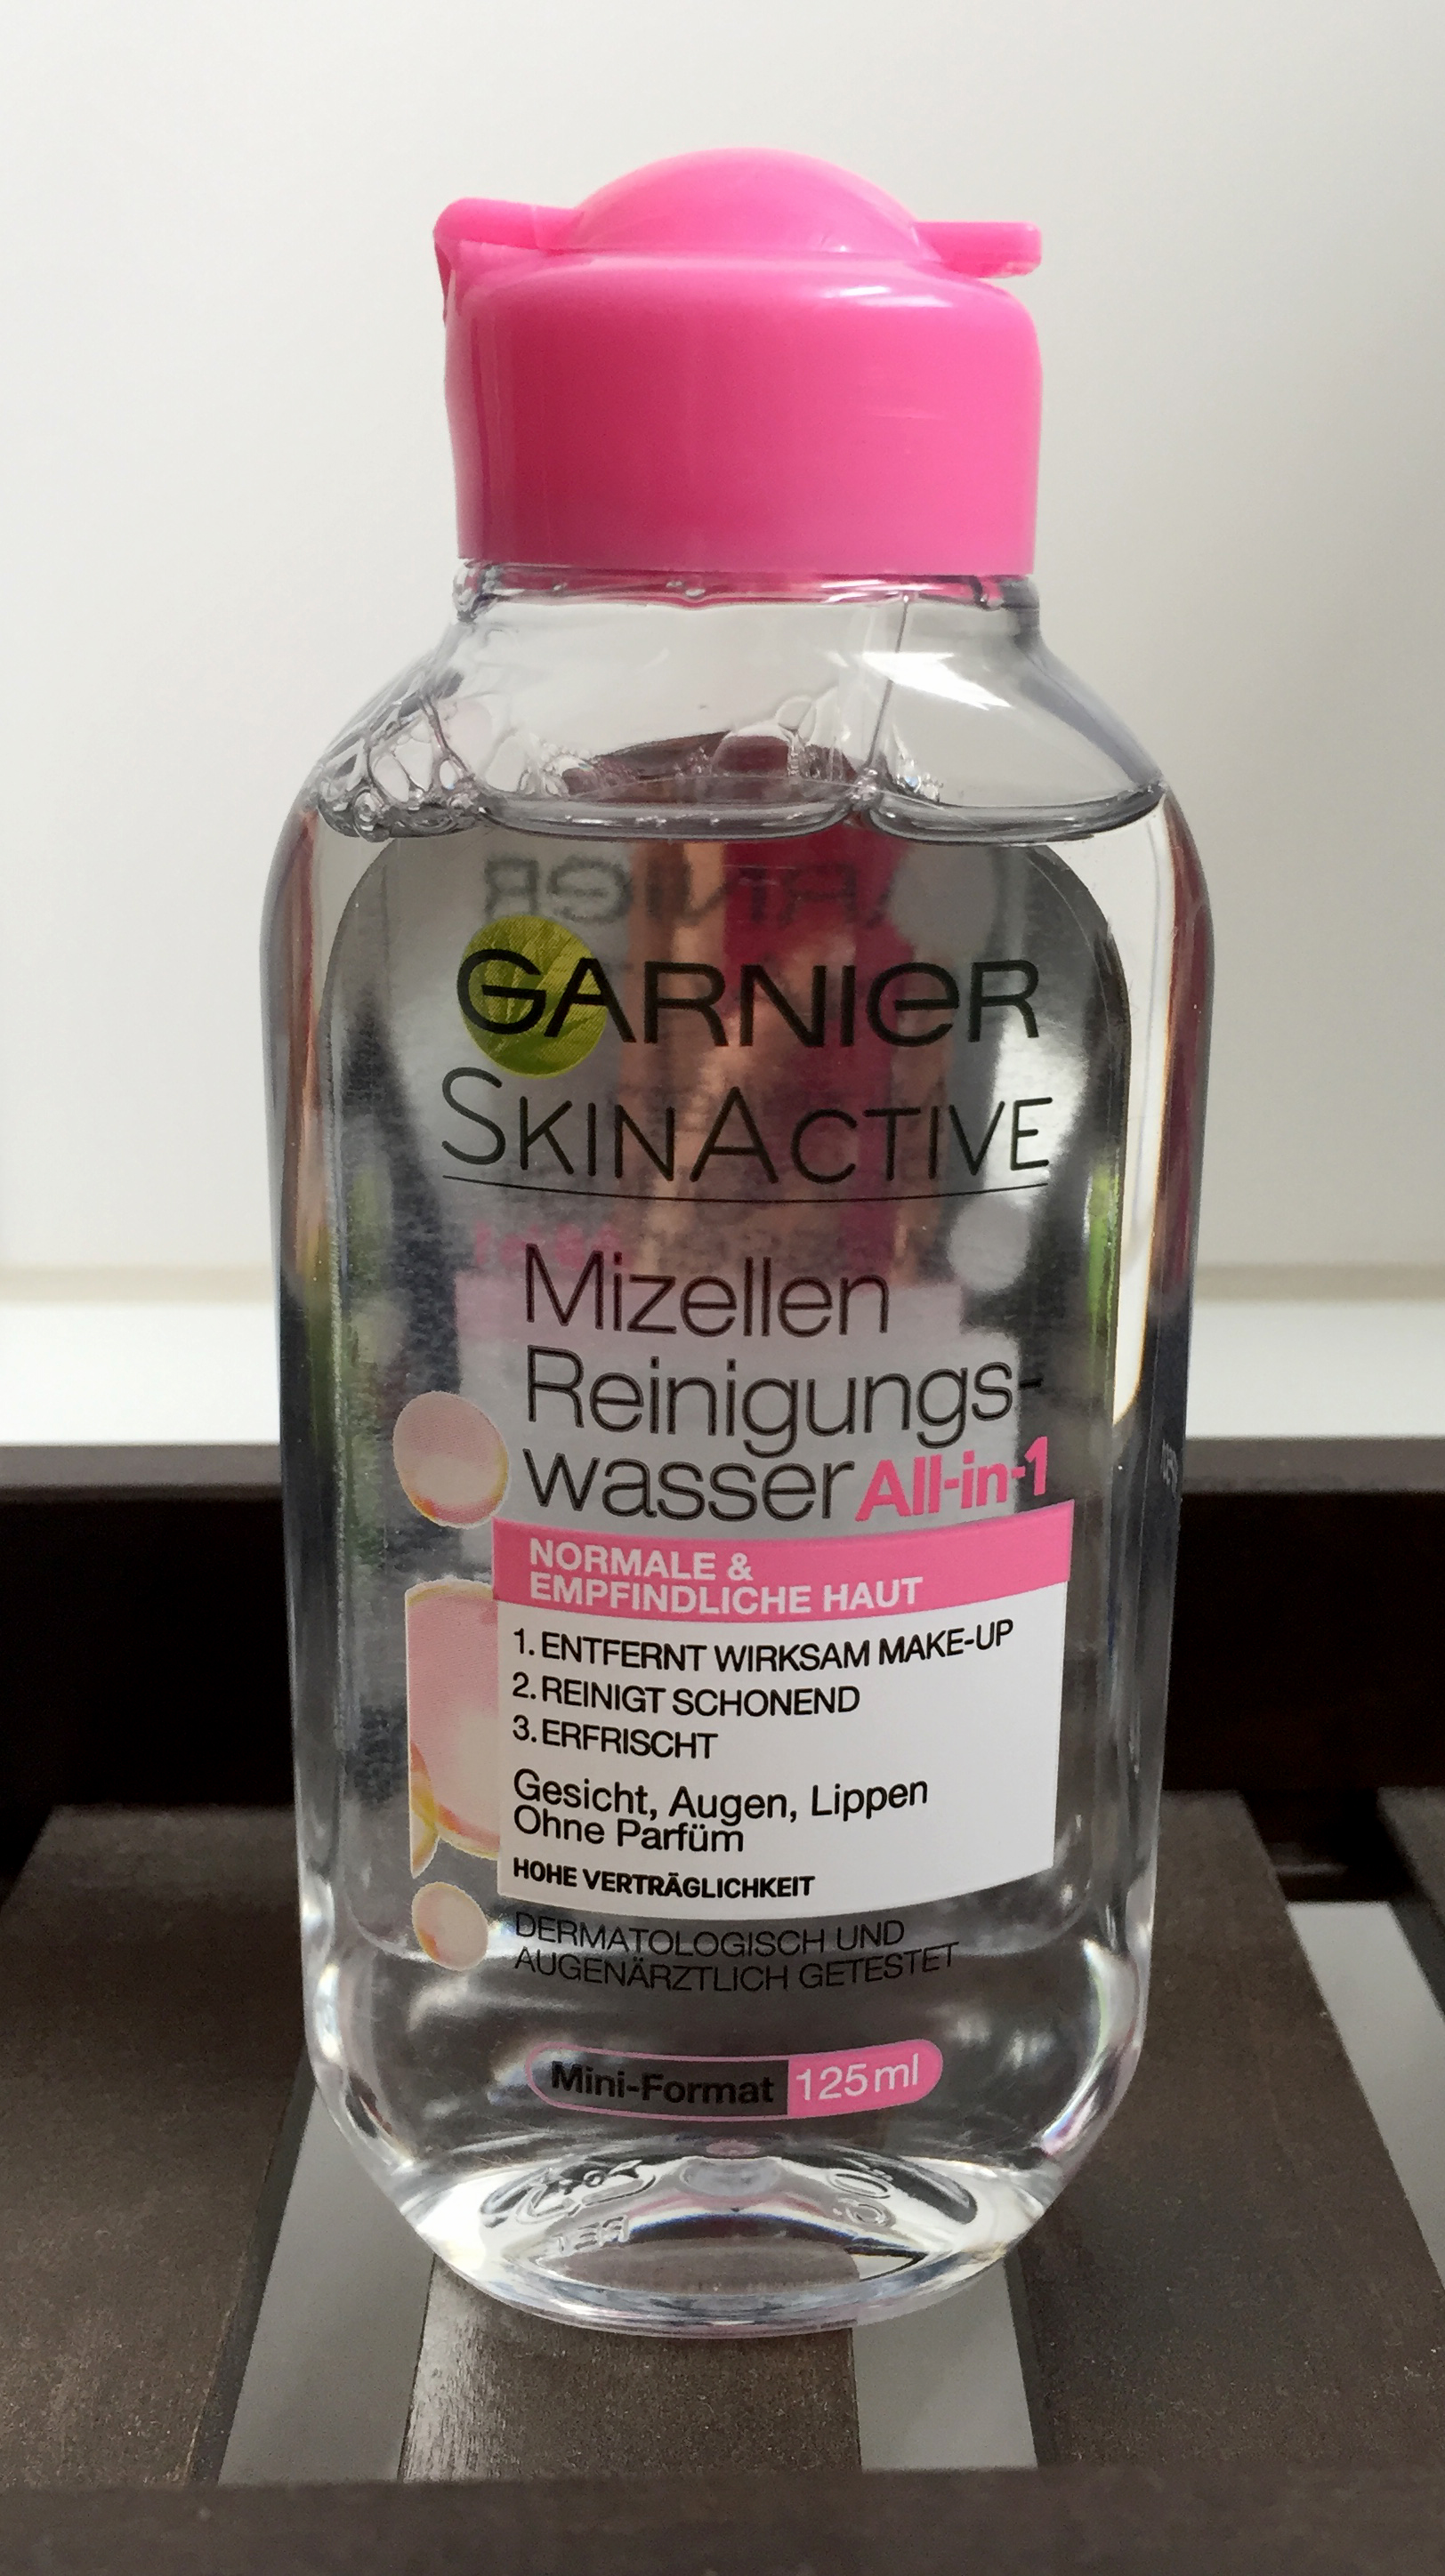 GARNIER
SKINACTIVE
Mizellen
Reinigungs-
wasser All-in-1
NORMALE &
EMPFINDLICHE HAUT
1. ENTFERNT WIRKSAM MAKE-UP
2. REINIGT SCHONEND
3. ERFRISCHT
Gesicht, Augen, Lippen
Ohne Parfüm
HOHE VERTRÄGLICHKEIT
DERMATOLOGISCH UND
AUGENÄRZTLICH GETESTET
Mini-Format 125 ml